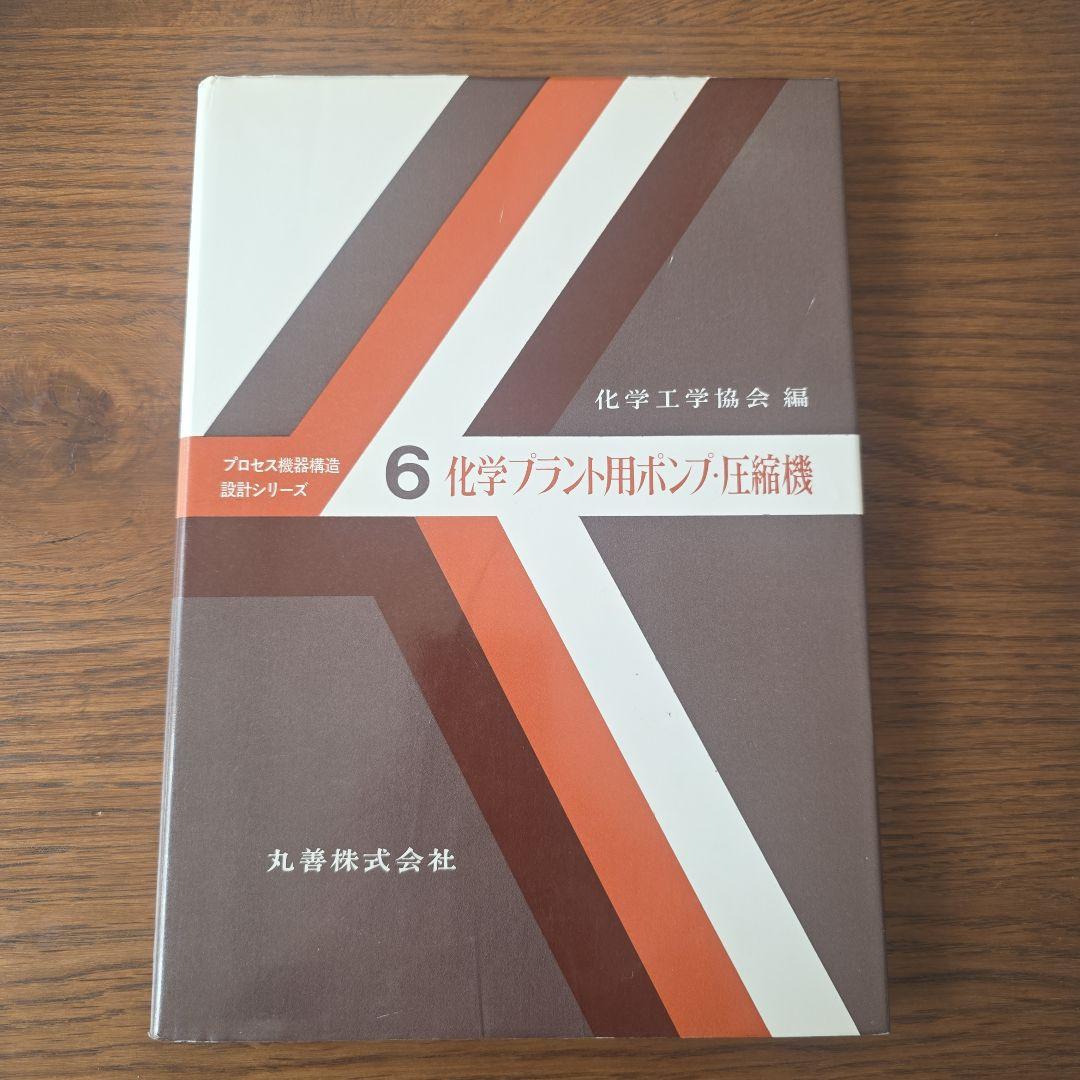 化学工学協会 編
プロセス機器構造
設計シリーズ
6 化学プラント用ポンプ・圧縮機
丸善株式会社